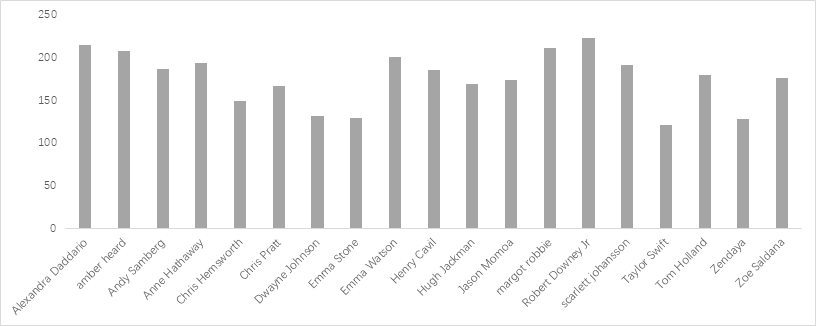 250
200
150
100
50
0
Alexandra Daddario
amber heard
Andy Samberg
Anne Hathaway
Chris Hemsworth
Chris Pratt
Dwayne Johnson
Emma Stone
Emma Watson
Henry Cavil
Hugh Jackman
Jason Momoa
margot robbie
Robert Downey Jr
scarlett johansson
Taylor Swift
Tom Holland
Zendaya
Zoe Saldana